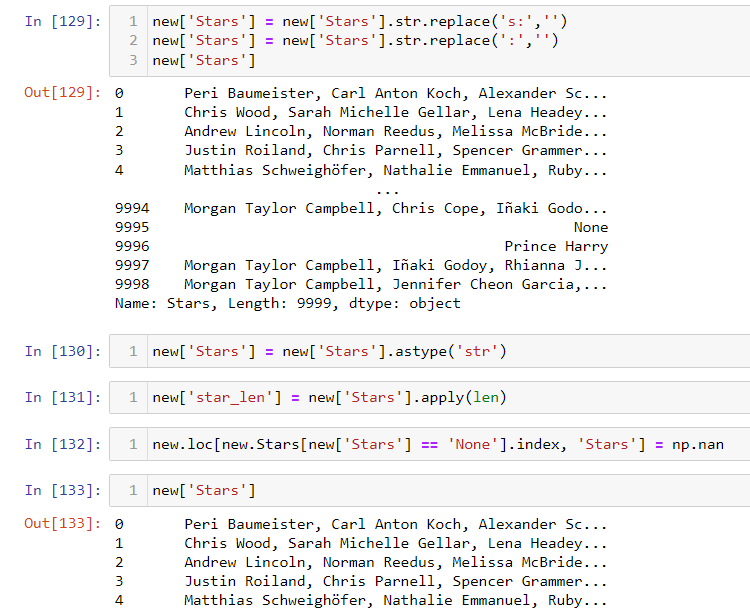 In [129]: 1 new['Stars'] = new['Stars'].str.replace('s:','')
2 new['Stars'] = new['Stars'].str.replace(':','')
3 new['Stars']
Out[129]: 0 Peri Baumeister, Carl Anton Koch, Alexander Sc...
1 Chris Wood, Sarah Michelle Gellar, Lena Headey...
2 Andrew Lincoln, Norman Reedus, Melissa McBride...
3 Justin Roiland, Chris Parnell, Spencer Grammer...
4 Matthias Schweighöfer, Nathalie Emmanuel, Ruby...
...
9994 Morgan Taylor Campbell, Chris Cope, Iñaki Godo...
9995 None
9996 Prince Harry
9997 Morgan Taylor Campbell, Iñaki Godoy, Rhianna J...
9998 Morgan Taylor Campbell, Jennifer Cheon Garcia,...
Name: Stars, Length: 9999, dtype: object
In [130]: 1 new['Stars'] = new['Stars'].astype('str')
In [131]: 1 new['star_len'] = new['Stars'].apply(len)
In [132]: 1 new.loc[new.Stars[new['Stars'] == 'None'].index, 'Stars'] = np.nan
In [133]: 1 new['Stars']
Out[133]: 0 Peri Baumeister, Carl Anton Koch, Alexander Sc...
1 Chris Wood, Sarah Michelle Gellar, Lena Headey...
2 Andrew Lincoln, Norman Reedus, Melissa McBride...
3 Justin Roiland, Chris Parnell, Spencer Grammer...
4 Matthias Schweighöfer, Nathalie Emmanuel, Ruby...